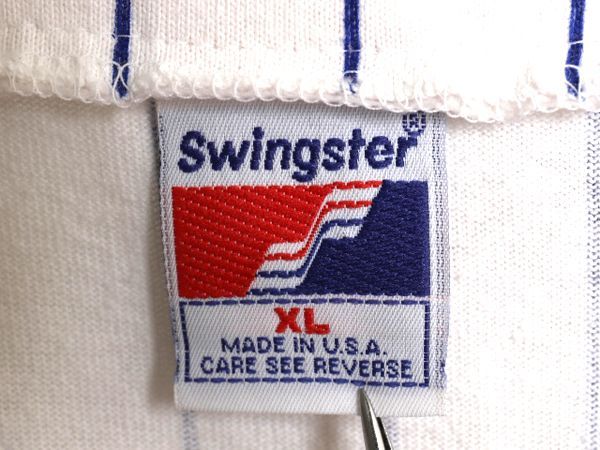 Swingster®
XL
MADE IN U.S.A.
CARE SEE REVERSE